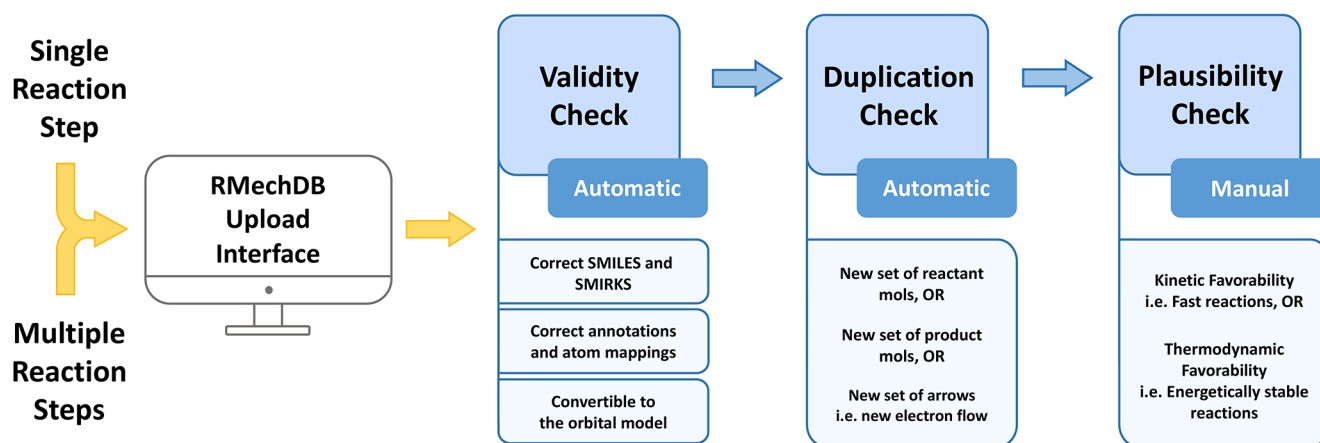 Single
Reaction
Step
Multiple
Reaction
Steps
RMechDB
Upload
Interface
Validity
Check
Automatic
Correct SMILES and
SMIRKS
Correct annotations
and atom mappings
Convertible to
the orbital model
Duplication
Check
Automatic
New set of reactant
mols, OR
New set of product
mols, OR
New set of arrows
i.e. new electron flow
Plausibility
Check
Manual
Kinetic Favorability
i.e. Fast reactions, OR
Thermodynamic
Favorability
i.e. Energetically stable
reactions